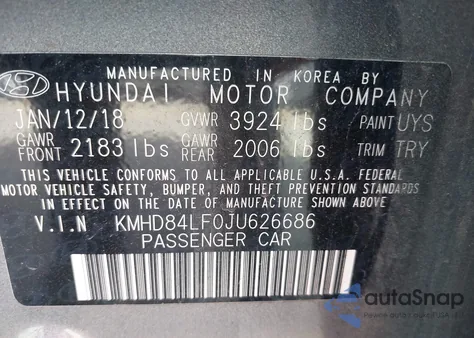 MANUFACTURED IN KOREA BY
HYUNDAI MOTOR COMPANY
JAN/12/18 GVWR 3924 lbs PAINT UYS
GAWR FRONT 2183 lbs GAWR REAR 2006 lbs TRIM TRY
THIS VEHICLE CONFORMS TO ALL APPLICABLE U.S.A. FEDERAL
MOTOR VEHICLE SAFETY, BUMPER, AND THEFT PREVENTION STANDARDS
IN EFFECT ON THE DATE OF MANUFACTURE SHOWN ABOVE
V.I.N KMHD84LF0JU626686
PASSENGER CAR
autoSnap